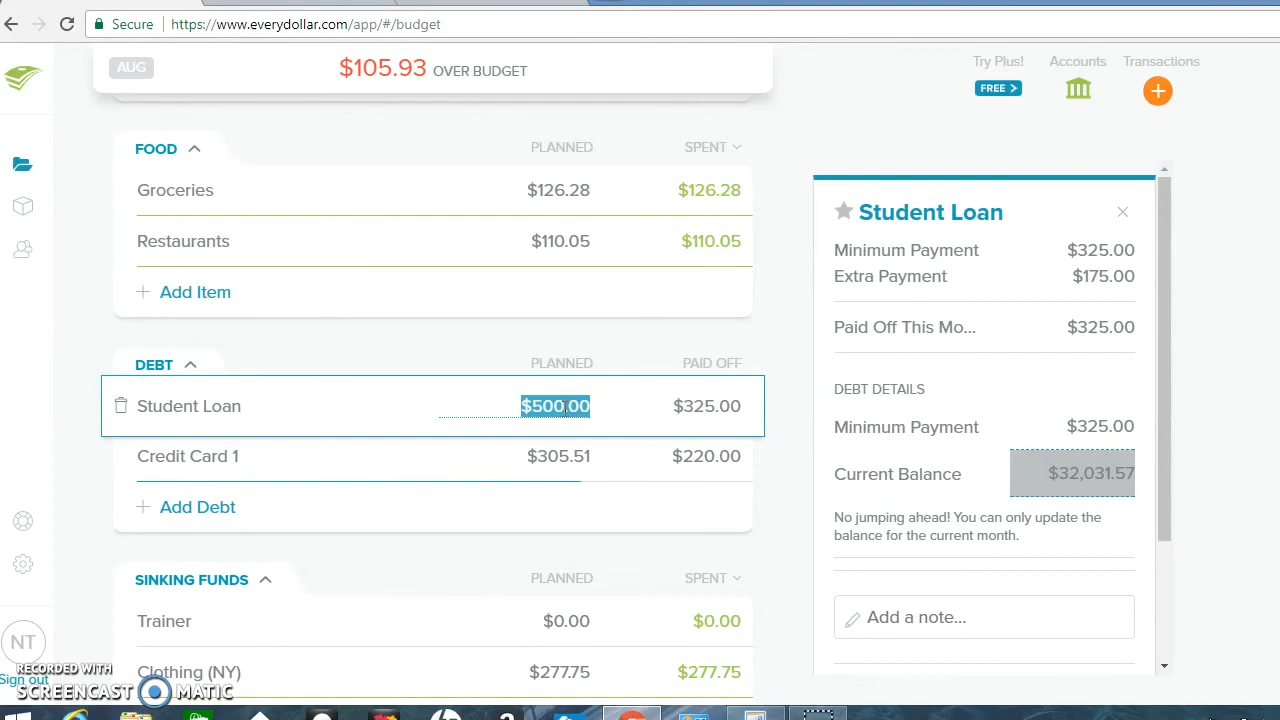 Secure https://www.everydollar.com/app/#/budget
AUG $105.93 OVER BUDGET
Try Plus! Accounts Transactions
FREE >
FOOD PLANNED SPENT
Groceries $126.28 $126.28
Restaurants $110.05 $110.05
+ Add Item
DEBT PLANNED PAID OFF
Student Loan $500.00 $325.00
Credit Card 1 $305.51 $220.00
+ Add Debt
SINKING FUNDS PLANNED SPENT
Trainer $0.00 $0.00
Clothing (NY) $277.75 $277.75
Student Loan
Minimum Payment $325.00
Extra Payment $175.00
Paid Off This Mo... $325.00
DEBT DETAILS
Minimum Payment $325.00
Current Balance $32,031.57
No jumping ahead! You can only update the
balance for the current month.
Add a note...
NT
Sign out
RECORDED WITH
SCREENCAST MATIC